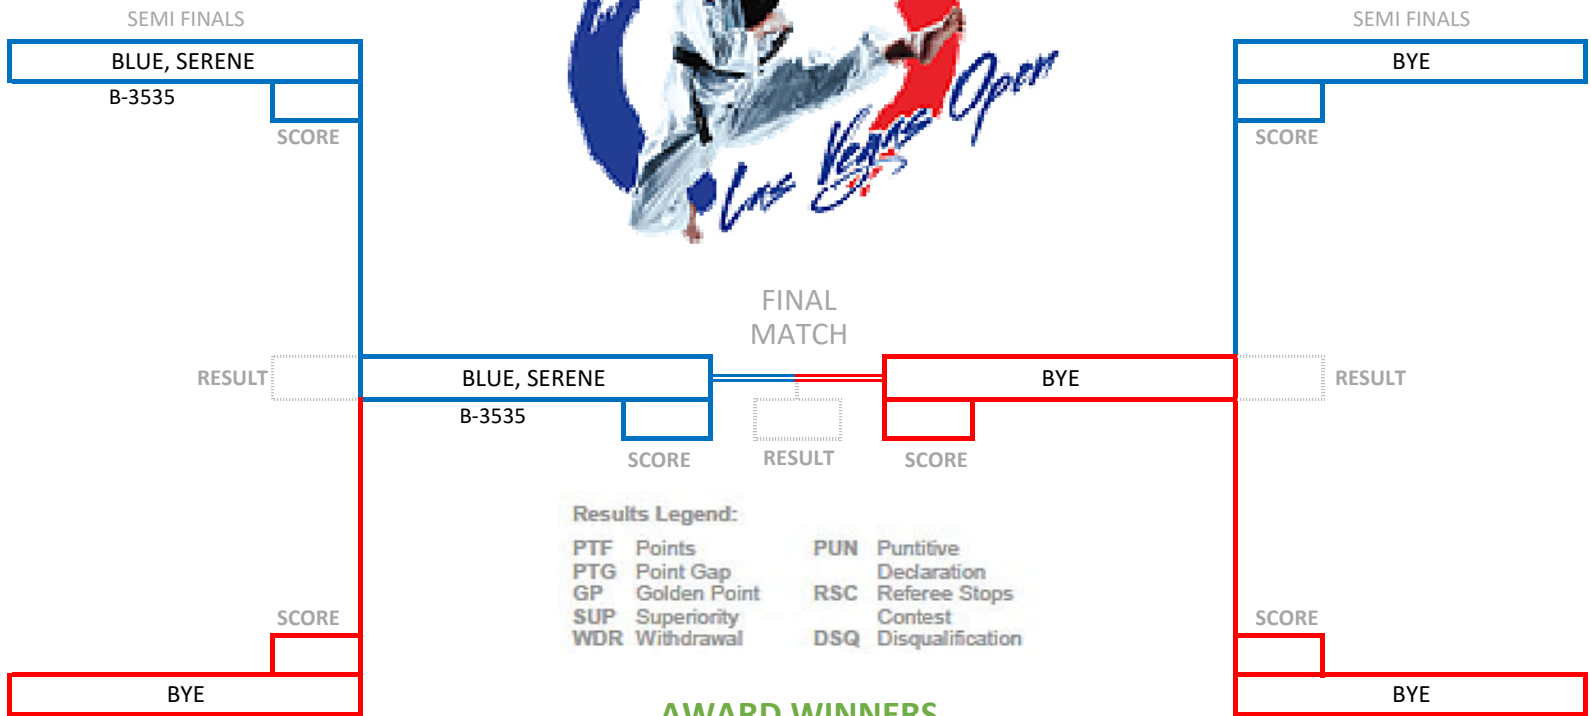 SEMI FINALS
SEMI FINALS
BLUE, SERENE
BYE
B-3535
SCORE
SCORE
Las Vegas Open
FINAL
MATCH
RESULT
BLUE, SERENE
BYE
RESULT
B-3535
SCORE
RESULT
SCORE
Results Legend:
PTF Points
PTG Point Gap
GP Golden Point
SUP Superiority
WDR Withdrawal
PUN Puntitive
Declaration
RSC Referee Stops
Contest
DSQ Disqualification
SCORE
SCORE
BYE
BYE
AWARD WINNERS